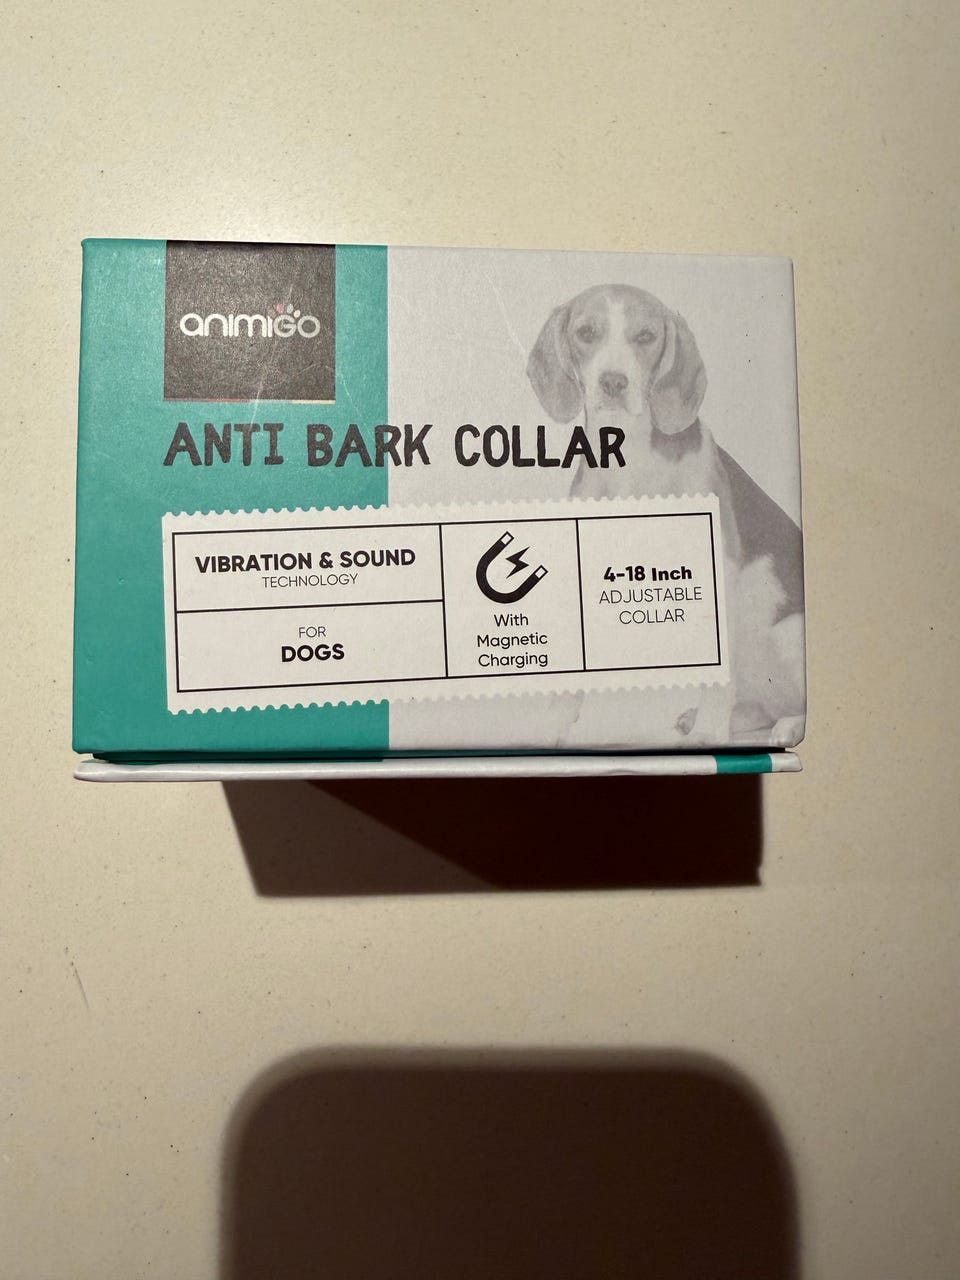 animigo
ANTI BARK COLLAR
VIBRATION & SOUND
TECHNOLOGY
FOR
DOGS
With
Magnetic
Charging
4-18 Inch
ADJUSTABLE
COLLAR